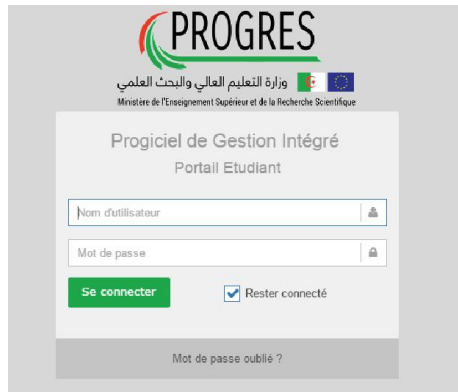 PROGRES
وزارة التعليم العالي والبحث العلمي
Ministère de l'Enseignement Supérieur et de la Recherche Scientifique
Progiciel de Gestion Intégré
Portail Etudiant
Nom d'utilisateur
Mot de passe
Se connecter
Rester connecté
Mot de passe oublié ?